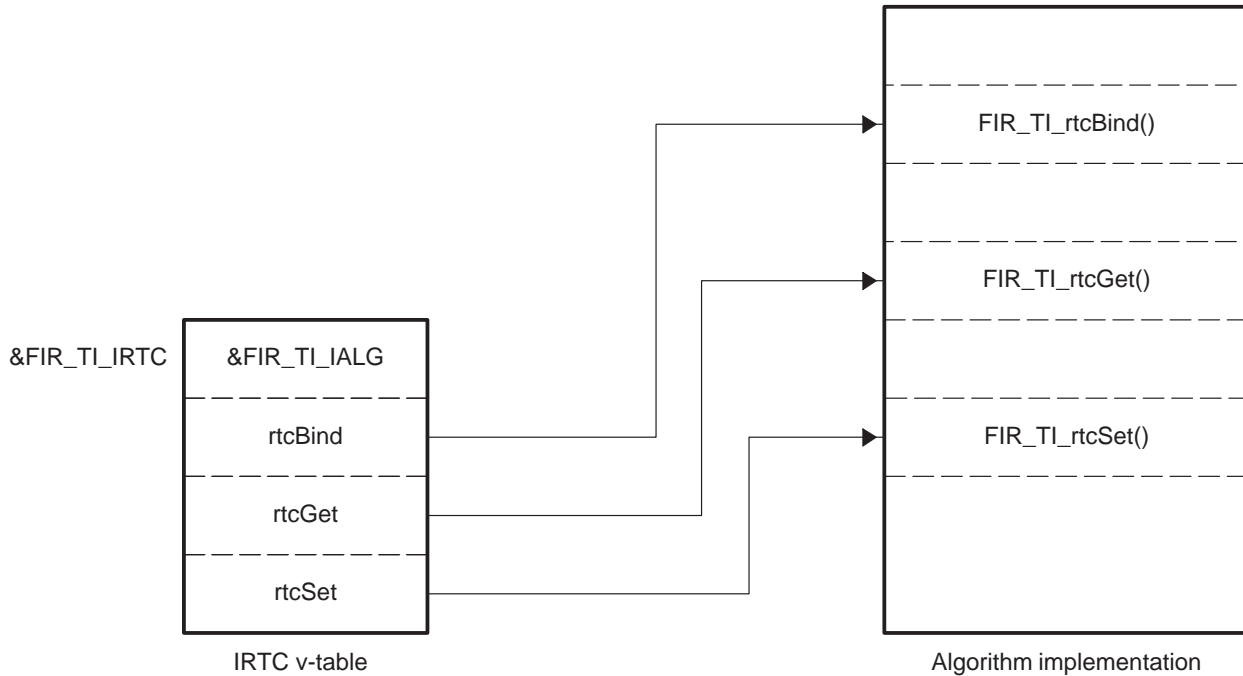 FIR_TI_rtcBind()
FIR_TI_rtcGet()
&FIR_TI_IRTC &FIR_TI_IALG
rtcBind FIR_TI_rtcSet()
rtcGet
rtcSet
IRTC v-table Algorithm implementation